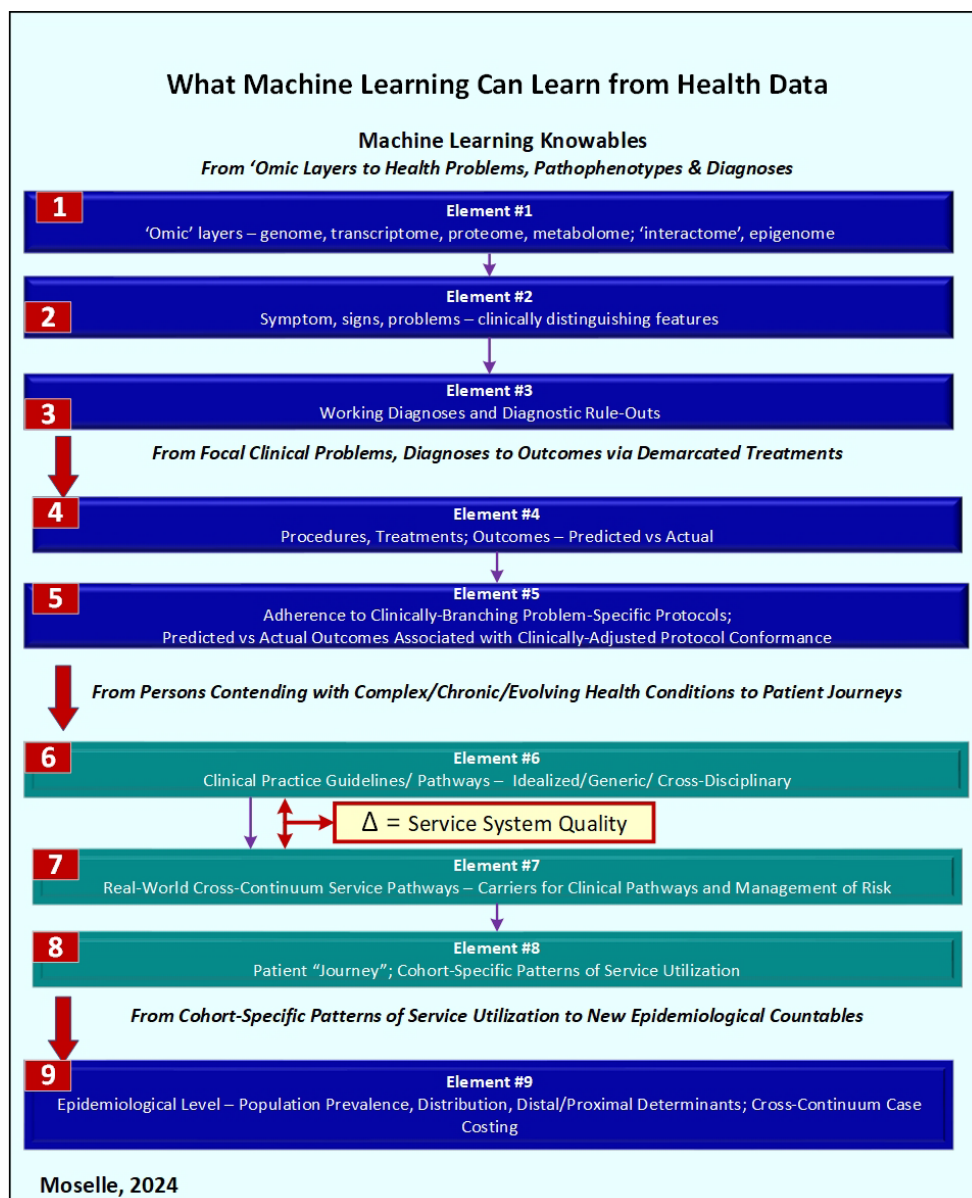 What Machine Learning Can Learn from Health Data
Machine Learning Knowables
From ‘Omic Layers to Health Problems, Pathophenotypes & Diagnoses
1
Element #1
‘Omic’ layers – genome, transcriptome, proteome, metabolome; ‘interactome’, epigenome
2
Element #2
Symptom, signs, problems – clinically distinguishing features
3
Element #3
Working Diagnoses and Diagnostic Rule-Outs
From Focal Clinical Problems, Diagnoses to Outcomes via Demarcated Treatments
4
Element #4
Procedures, Treatments; Outcomes – Predicted vs Actual
5
Element #5
Adherence to Clinically-Branching Problem-Specific Protocols;
Predicted vs Actual Outcomes Associated with Clinically-Adjusted Protocol Conformance
From Persons Contending with Complex/Chronic/Evolving Health Conditions to Patient Journeys
6
Element #6
Clinical Practice Guidelines/ Pathways – Idealized/Generic/ Cross-Disciplinary
Δ = Service System Quality
7
Element #7
Real-World Cross-Continuum Service Pathways – Carriers for Clinical Pathways and Management of Risk
8
Element #8
Patient “Journey”; Cohort-Specific Patterns of Service Utilization
From Cohort-Specific Patterns of Service Utilization to New Epidemiological Countables
9
Element #9
Epidemiological Level – Population Prevalence, Distribution, Distal/Proximal Determinants; Cross-Continuum Case
Costing
Moselle, 2024